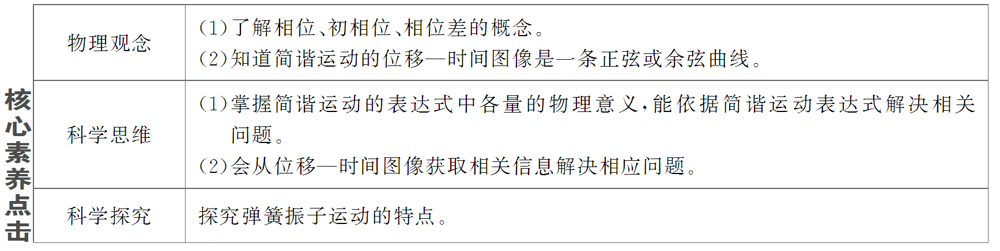 核心素养点击
物理观念
(1)了解相位、初相位、相位差的概念。
(2)知道简谐运动的位移—时间图像是一条正弦或余弦曲线。
科学思维
(1)掌握简谐运动的表达式中各量的物理意义,能依据简谐运动表达式解决相关
问题。
(2)会从位移—时间图像获取相关信息解决相应问题。
科学探究
探究弹簧振子运动的特点。